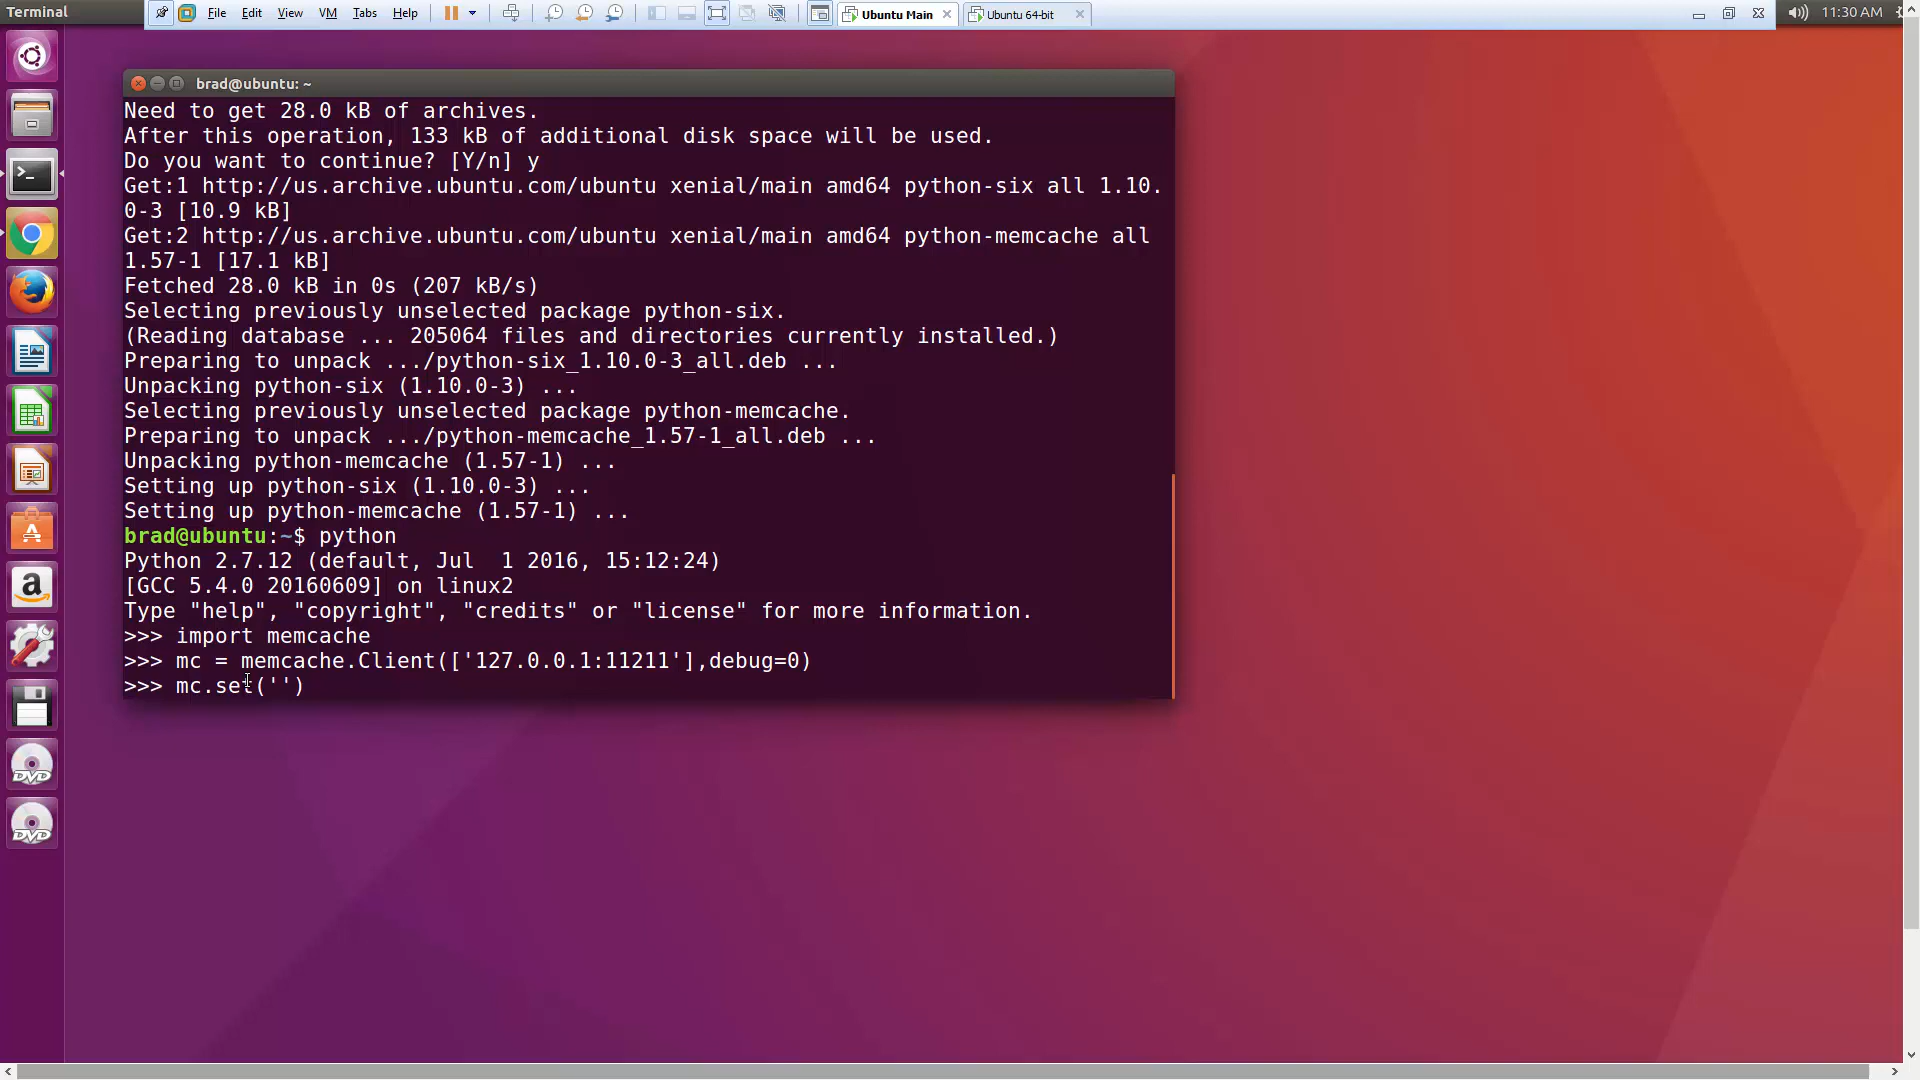 Terminal
File Edit View VM Tabs Help
Ubuntu Main
Ubuntu 64-bit
11:30 AM
brad@ubuntu: ~
Need to get 28.0 kB of archives.
After this operation, 133 kB of additional disk space will be used.
Do you want to continue? [Y/n] y
Get:1 http://us.archive.ubuntu.com/ubuntu xenial/main amd64 python-six all 1.10.
0-3 [10.9 kB]
Get:2 http://us.archive.ubuntu.com/ubuntu xenial/main amd64 python-memcache all
1.57-1 [17.1 kB]
Fetched 28.0 kB in 0s (207 kB/s)
Selecting previously unselected package python-six.
(Reading database ... 205064 files and directories currently installed.)
Preparing to unpack .../python-six_1.10.0-3_all.deb ...
Unpacking python-six (1.10.0-3) ...
Selecting previously unselected package python-memcache.
Preparing to unpack .../python-memcache_1.57-1_all.deb ...
Unpacking python-memcache (1.57-1) ...
Setting up python-six (1.10.0-3) ...
Setting up python-memcache (1.57-1) ...
brad@ubuntu:~$ python
Python 2.7.12 (default, Jul  1 2016, 15:12:24)
[GCC 5.4.0 20160609] on linux2
Type "help", "copyright", "credits" or "license" for more information.
>>> import memcache
>>> mc = memcache.Client(['127.0.0.1:11211'],debug=0)
>>> mc.set('')
DVD
DVD